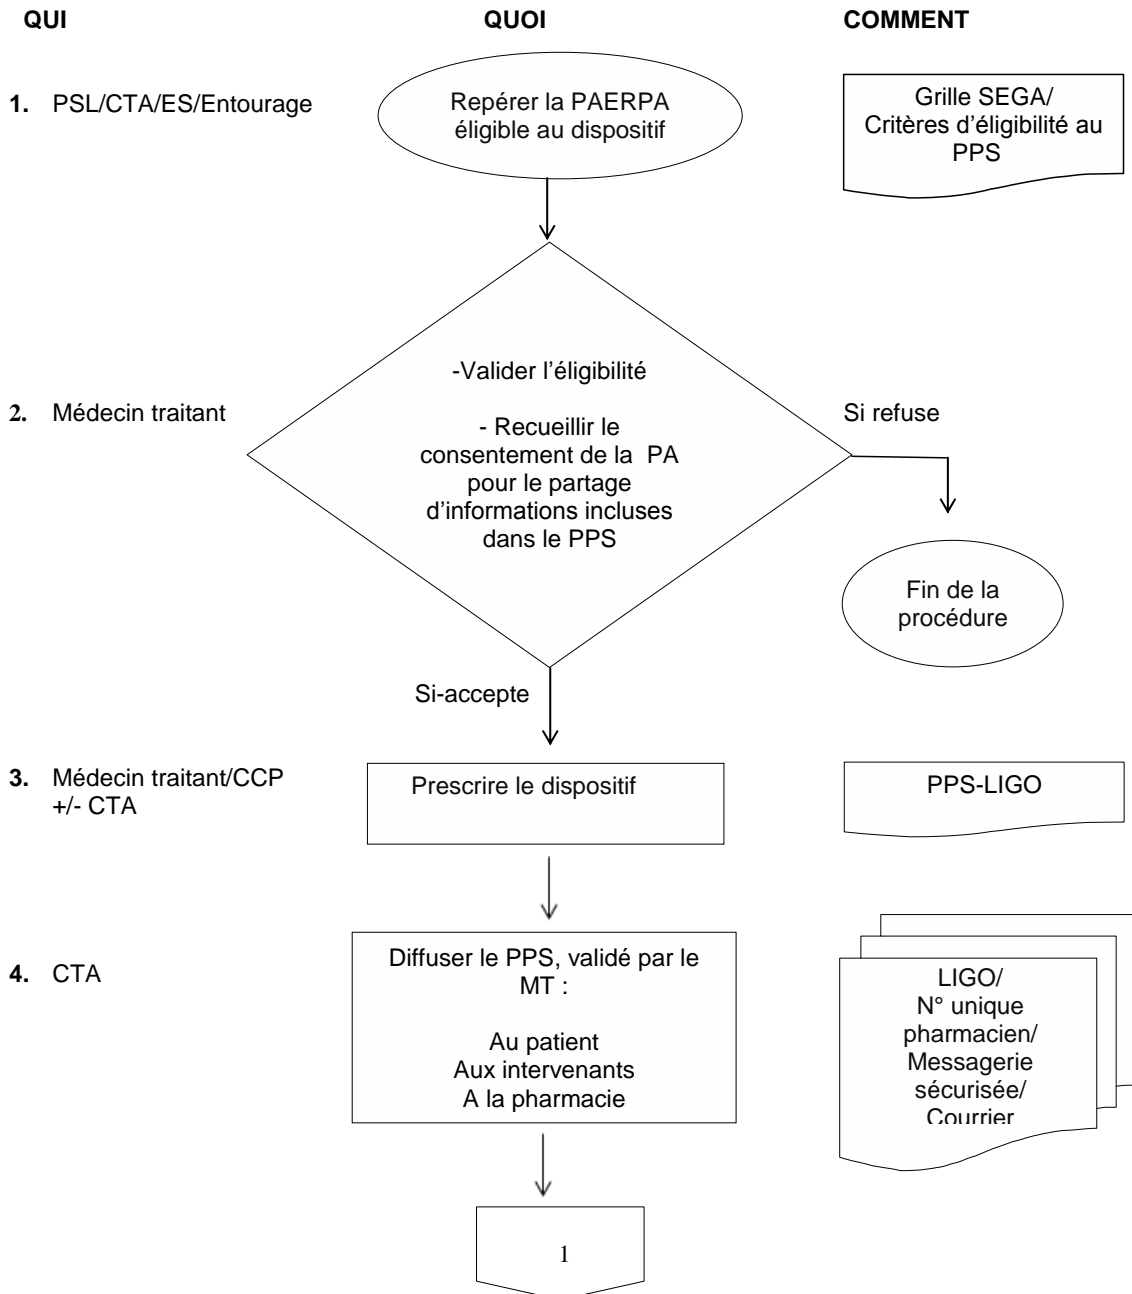 QUI QUOI COMMENT
1. PSL/CTA/ES/Entourage
Repérer la PAERPA
éligible au dispositif
Grille SEGA/
Critères d'éligibilité au
PPS
2. Médecin traitant
-Valider l'éligibilité
- Recueillir le
consentement de la PA
pour le partage
d'informations incluses
dans le PPS
Si refuse
Fin de la
procédure
Si-accepte
3. Médecin traitant/CCP
+/- CTA
Prescrire le dispositif
PPS-LIGO
4. CTA
Diffuser le PPS, validé par le
MT :
Au patient
Aux intervenants
A la pharmacie
LIGO/
N° unique
pharmacien/
Messagerie
sécurisée/
Courrier
1